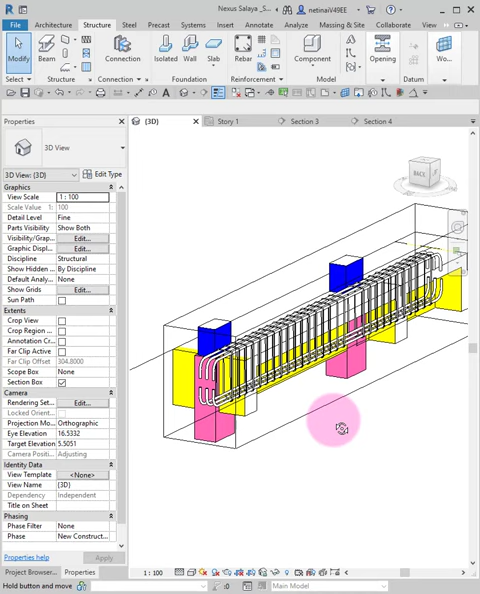 Nexus Salaya _S...
netinaiV49EE
File Architecture Structure Steel Precast Systems Insert Annotate Analyze Massing & Site Collaborate View
Modify Beam Connection Isolated Wall Slab Rebar Component Opening Wo...
Select Structure Connection Foundation Reinforcement Model Datum
Properties
{3D} Story 1 Section 3 Section 4
3D View
3D View: {3D} Edit Type
Graphics
View Scale 1 : 100
Scale Value 1: 100
Detail Level Fine
Parts Visibility Show Both
Visibility/Grap... Edit...
Graphic Displ... Edit...
Discipline Structural
Show Hidden ... By Discipline
Default Analy... None
Show Grids Edit...
Sun Path
Extents
Crop View
Crop Region ...
Annotation Cr...
Far Clip Active
Far Clip Offset 304.8000
Scope Box None
Section Box
Camera
Rendering Set... Edit...
Locked Orient...
Projection Mo... Orthographic
Eye Elevation 16.5332
Target Elevation 5.5051
Camera Positi... Adjusting
Identity Data
View Template <None>
View Name {3D}
Dependency Independent
Title on Sheet
Phasing
Phase Filter None
Phase New Construct...
Properties help Apply
Project Browser - Nexus Sal... Properties
BACK
1 : 100
Hold button and move
:0
Main Model